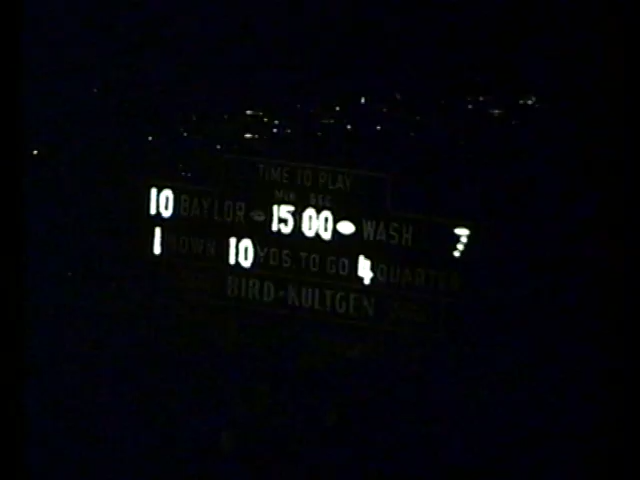 TIME TO PLAY
MIN SEC
10 BAYLOR 15 00 WASH 7
1 DOWN 10 YDS. TO GO 4 QUARTER
BIRD-KULTGEN